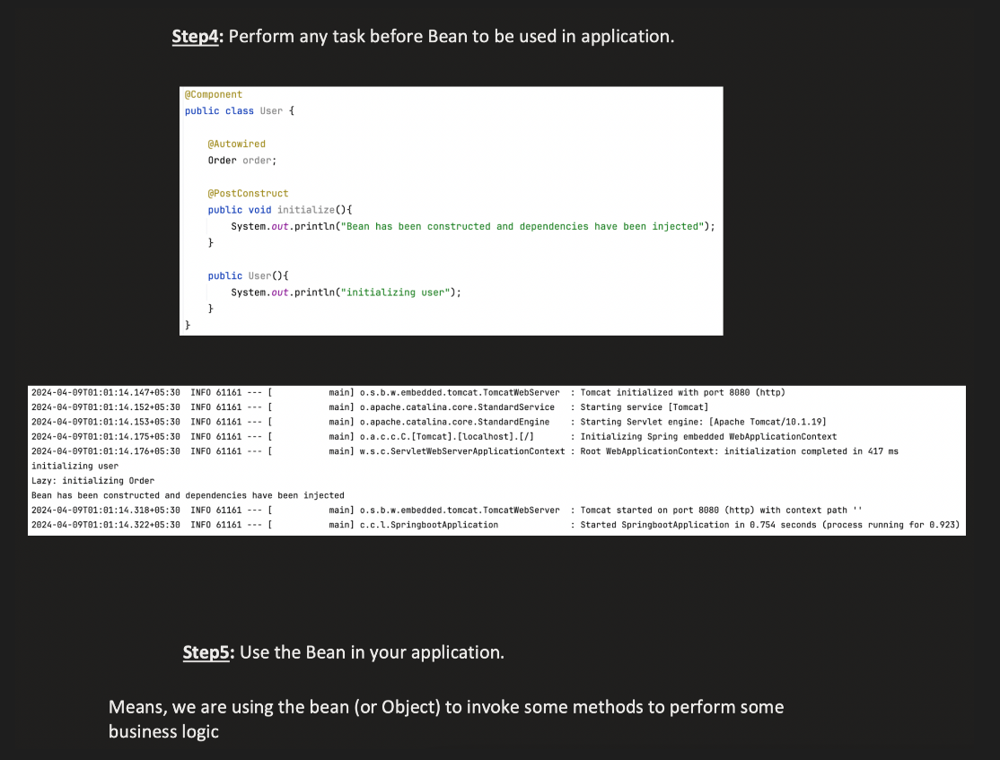 Step4: Perform any task before Bean to be used in application.
@Component
public class User {
@Autowired
Order order;
@PostConstruct
public void initialize(){
System.out.println("Bean has been constructed and dependencies have been injected");
}
public User(){
System.out.println("initializing user");
}
}
2024-04-09T01:01:14.147+05:30  INFO 61161 --- [           main] o.s.b.w.embedded.tomcat.TomcatWebServer  : Tomcat initialized with port 8080 (http)
2024-04-09T01:01:14.152+05:30  INFO 61161 --- [           main] o.apache.catalina.core.StandardService   : Starting service [Tomcat]
2024-04-09T01:01:14.153+05:30  INFO 61161 --- [           main] o.apache.catalina.core.StandardEngine    : Starting Servlet engine: [Apache Tomcat/10.1.19]
2024-04-09T01:01:14.175+05:30  INFO 61161 --- [           main] o.a.c.c.C.[Tomcat].[localhost].[/]       : Initializing Spring embedded WebApplicationContext
2024-04-09T01:01:14.176+05:30  INFO 61161 --- [           main] w.s.c.ServletWebServerApplicationContext : Root WebApplicationContext: initialization completed in 417 ms
initializing user
Lazy: initializing Order
Bean has been constructed and dependencies have been injected
2024-04-09T01:01:14.318+05:30  INFO 61161 --- [           main] o.s.b.w.embedded.tomcat.TomcatWebServer  : Tomcat started on port 8080 (http) with context path ''
2024-04-09T01:01:14.322+05:30  INFO 61161 --- [           main] c.c.l.SpringbootApplication              : Started SpringbootApplication in 0.754 seconds (process running for 0.923)
Step5: Use the Bean in your application.
Means, we are using the bean (or Object) to invoke some methods to perform some
business logic